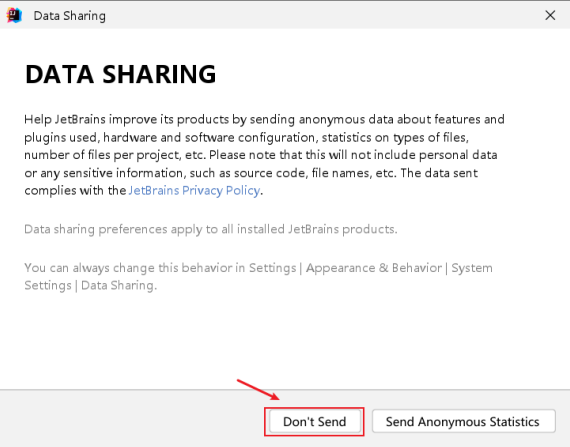 Data Sharing
DATA SHARING
Help JetBrains improve its products by sending anonymous data about features and
plugins used, hardware and software configuration, statistics on types of files,
number of files per project, etc. Please note that this will not include personal data
or any sensitive information, such as source code, file names, etc. The data sent
complies with the JetBrains Privacy Policy.
Data sharing preferences apply to all installed JetBrains products.
You can always change this behavior in Settings | Appearance & Behavior | System
Settings | Data Sharing.
Don't Send Send Anonymous Statistics